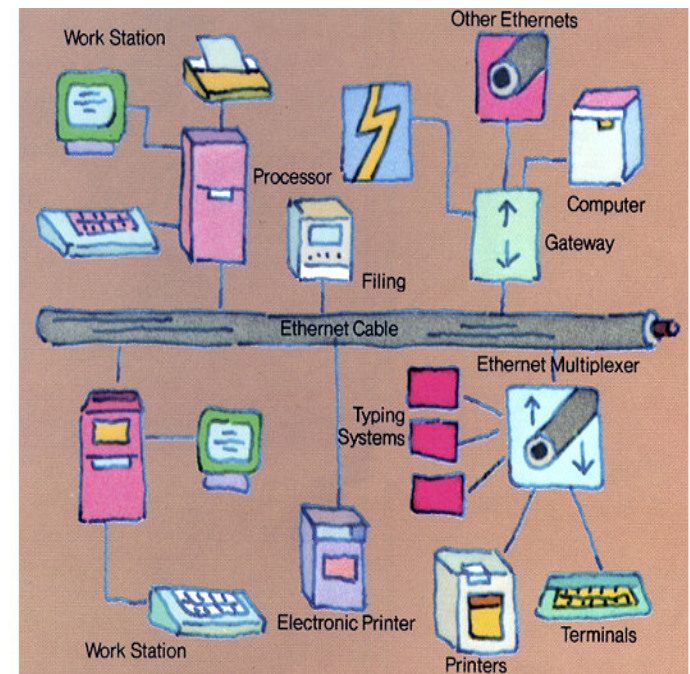 Other Ethernets
Work Station
Processor
Computer
Gateway
Filing
Ethernet Cable
Ethernet Multiplexer
Typing
Systems
Electronic Printer
Terminals
Work Station
Printers